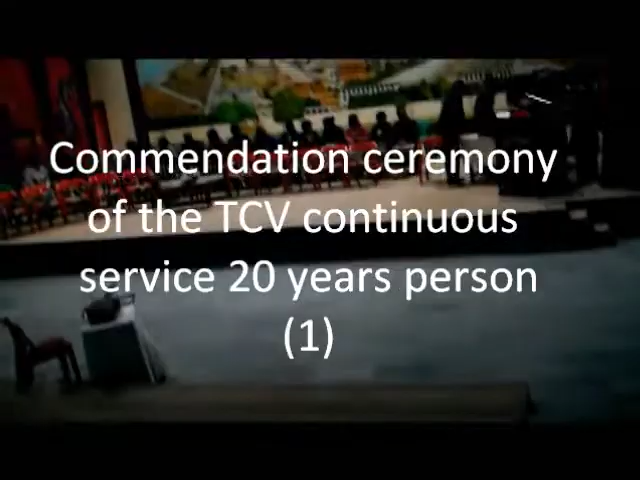 Commendation ceremony
of the TCV continuous
service 20 years person
(1)